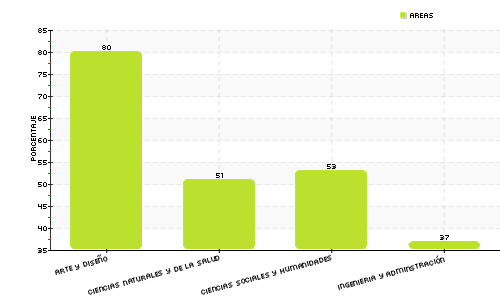 AREAS
PORCENTAJE
85
80
75
70
65
60
55
50
45
40
35
80
51
53
37
ARTE Y DISEÑO
CIENCIAS NATURALES Y DE LA SALUD
CIENCIAS SOCIALES Y HUMANIDADES
INGENIERIA Y ADMINSTRACIÓN